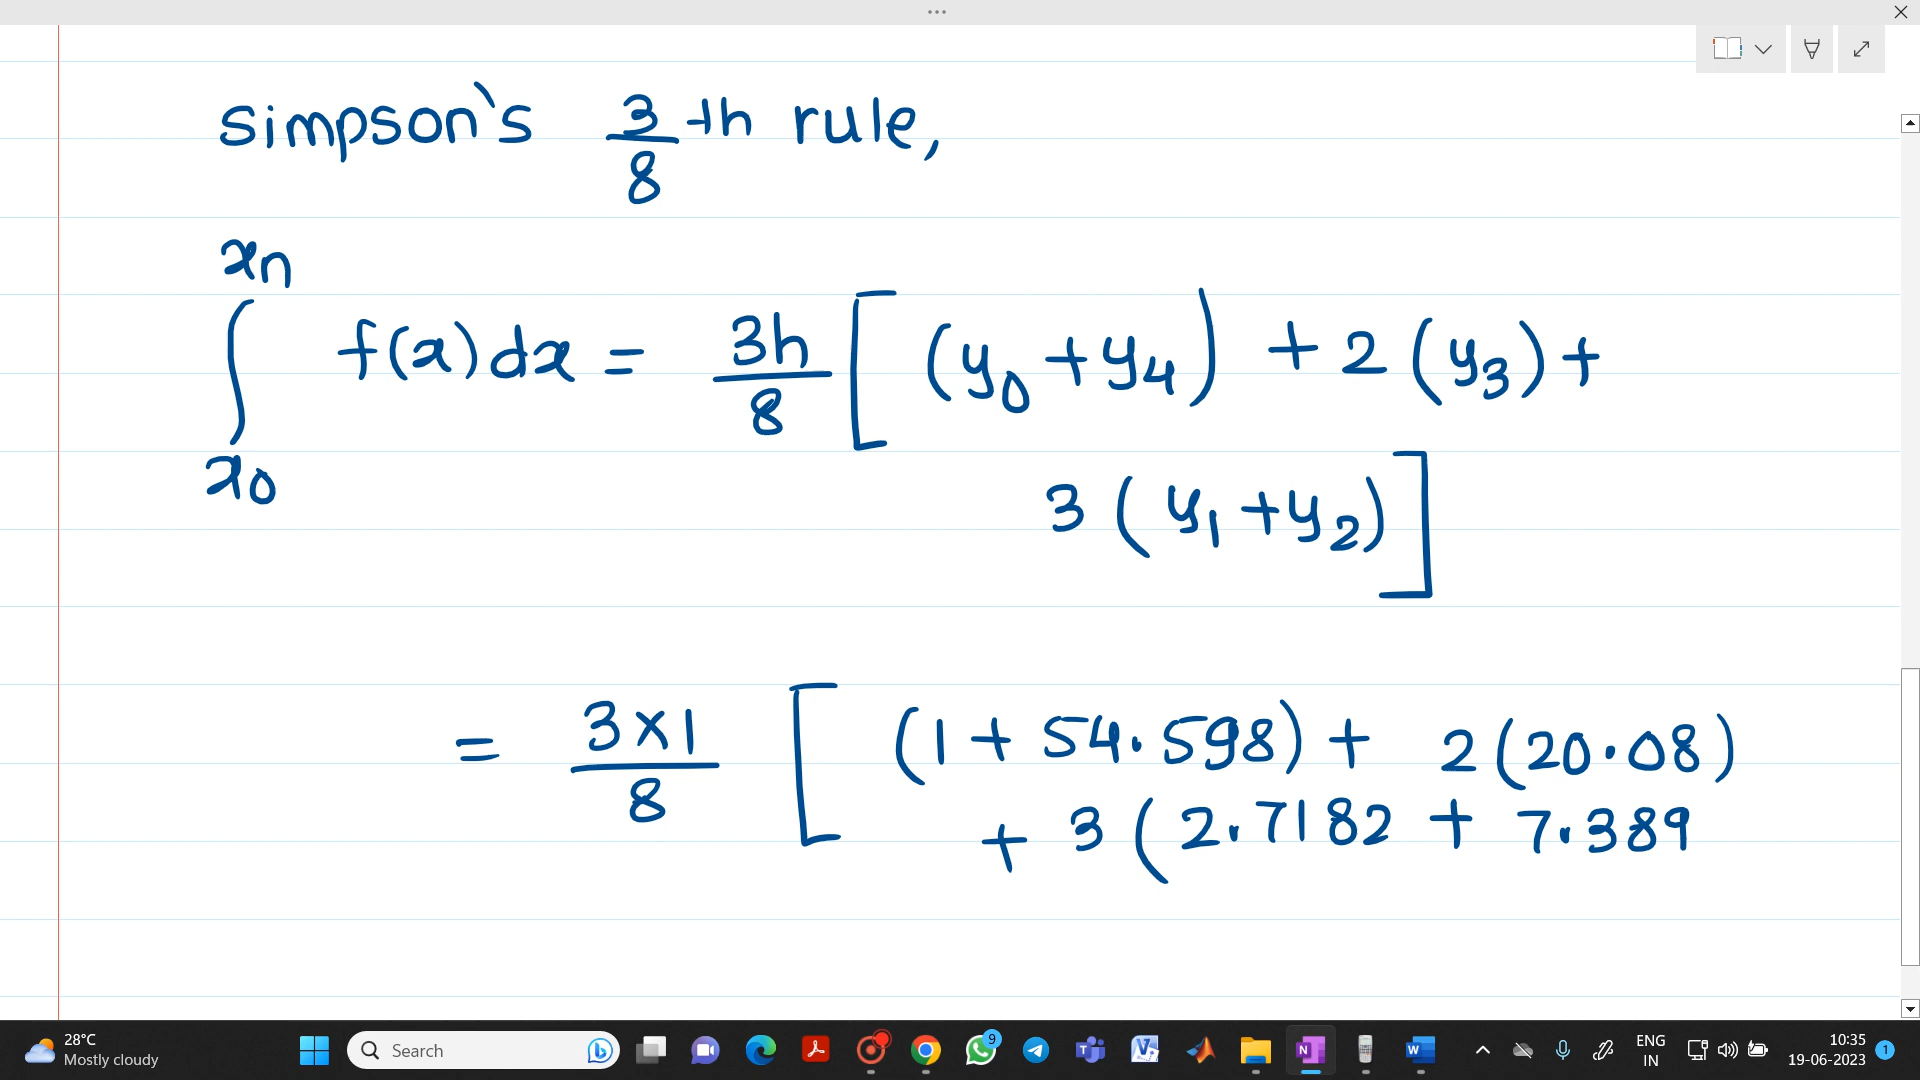 simpson's 3/8 th rule,
∫_{x0}^{xn} f(x)dx = 3h/8 [ (y0 + y4) + 2 (y3) +
3 ( y1 + y2) ]
= 3×1/8 [ (1 + 54.598) + 2 (20.08)
+ 3 ( 2.7182 + 7.389
28°C
Mostly cloudy
Search
9
ENG
IN
10:35
19-06-2023
1